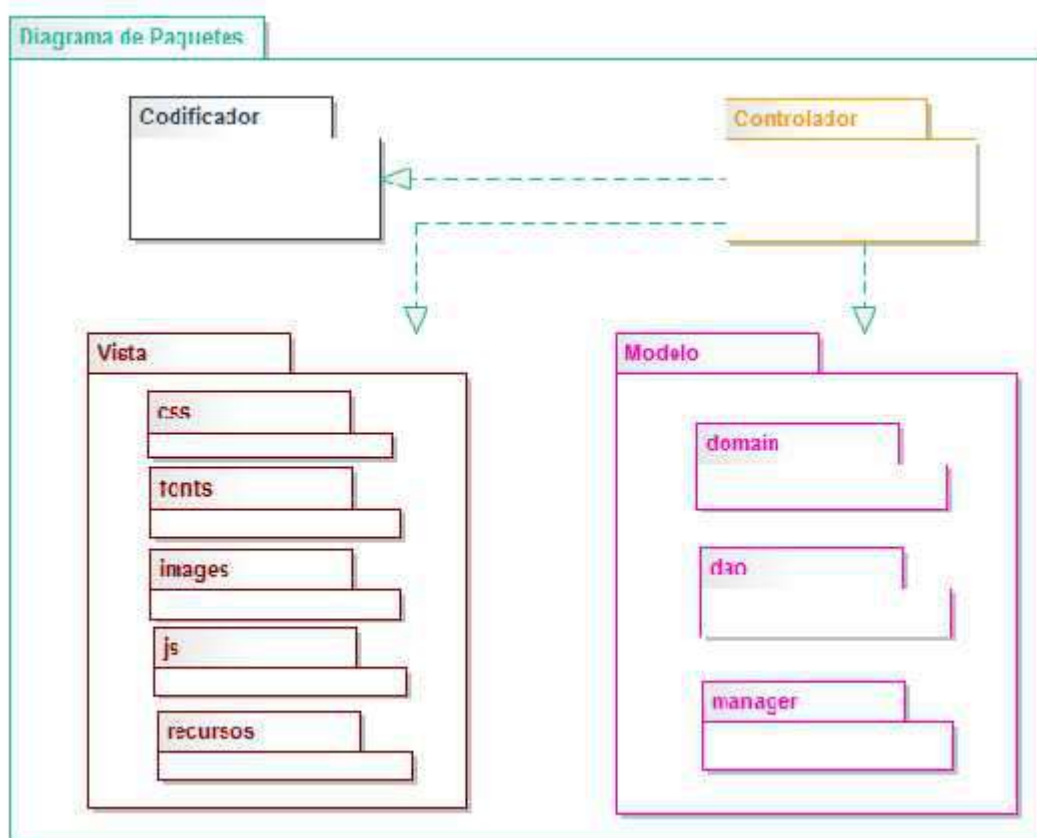 Diagrama de Paquetes
Codificador
Controlador
Vista
css
fonts
images
js
recursos
Modelo
domain
dao
manager